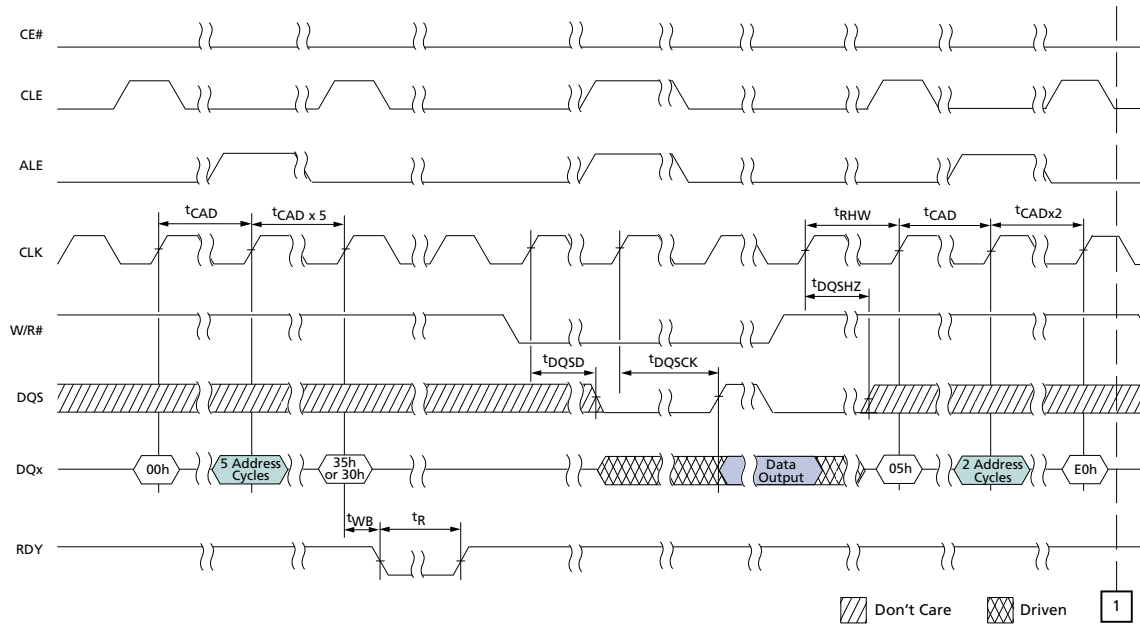 CE#
CLE
ALE
tCAD
tCAD x 5
tRHW
tCAD
tCADx2
CLK
tDQSHZ
W/R#
tDQSD
tDQSCK
DQS
DQx
00h
5 Address
Cycles
35h
or 30h
Data
Output
05h
2 Address
Cycles
E0h
tWB
tR
RDY
Don't Care
Driven
1